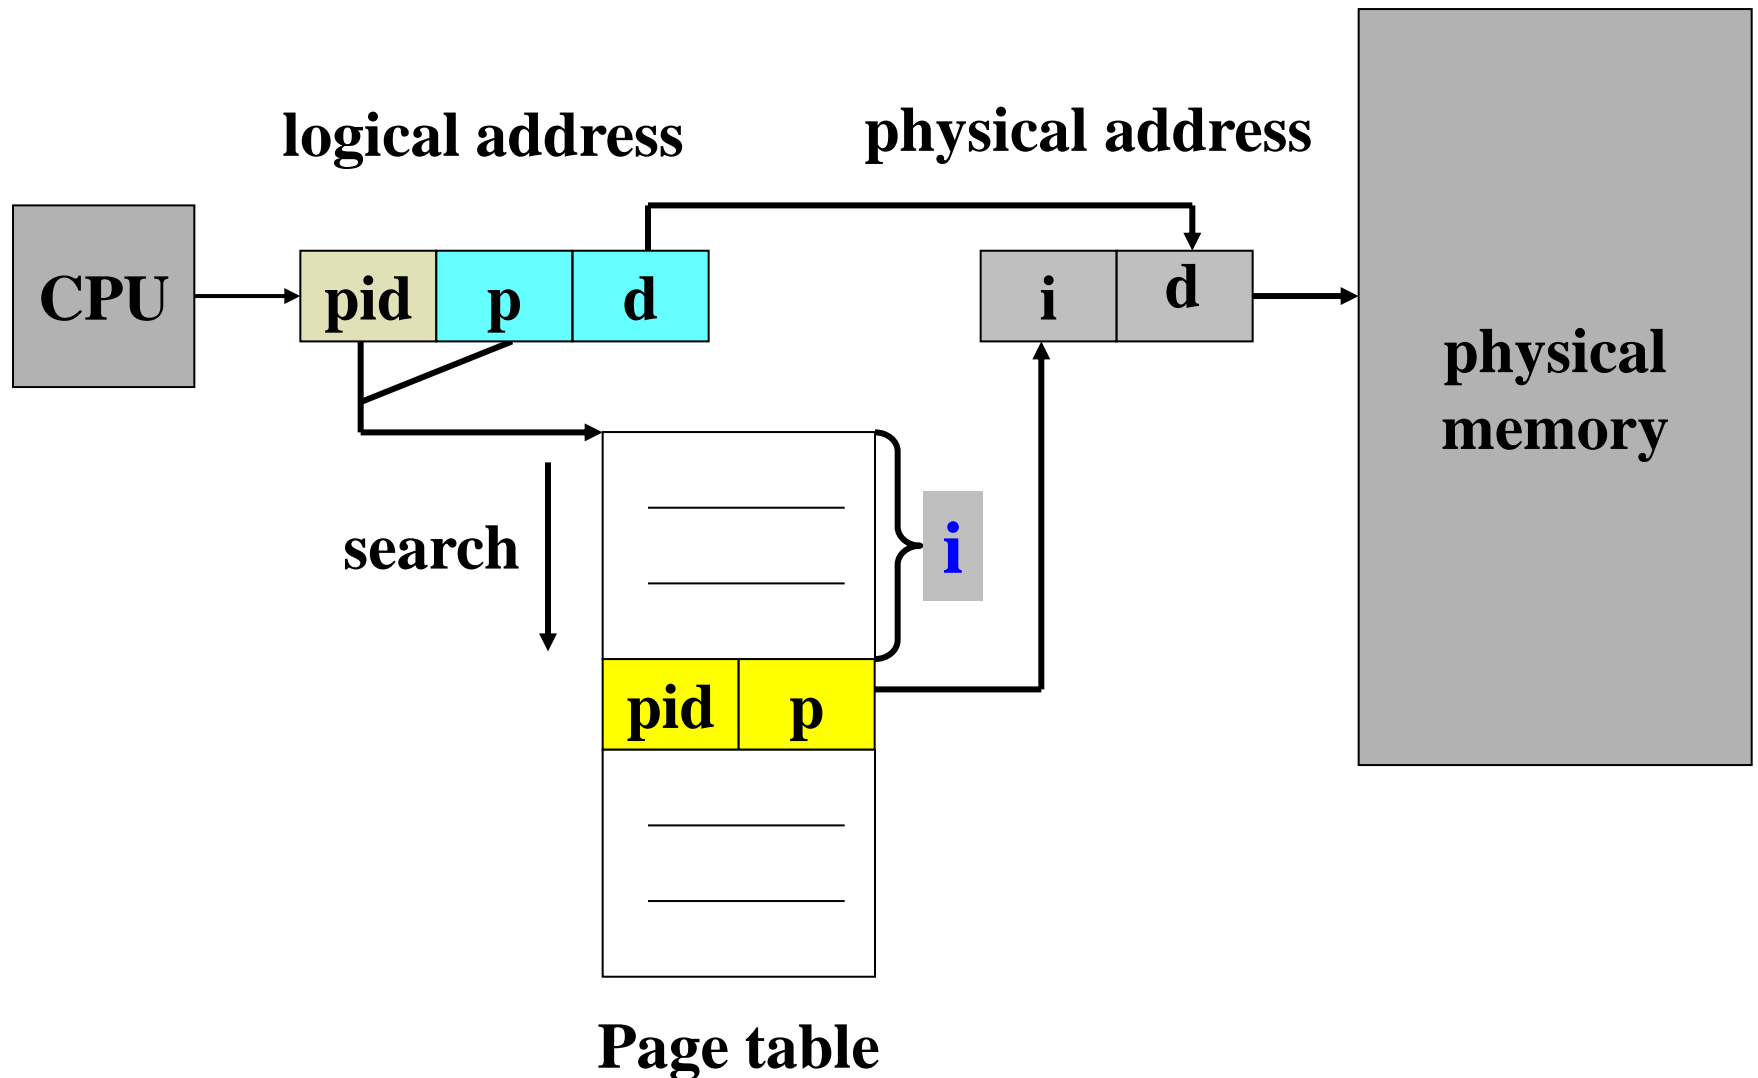 logical address
physical address
CPU
pid
p
d
i
d
physical
memory
search
i
pid
p
Page table